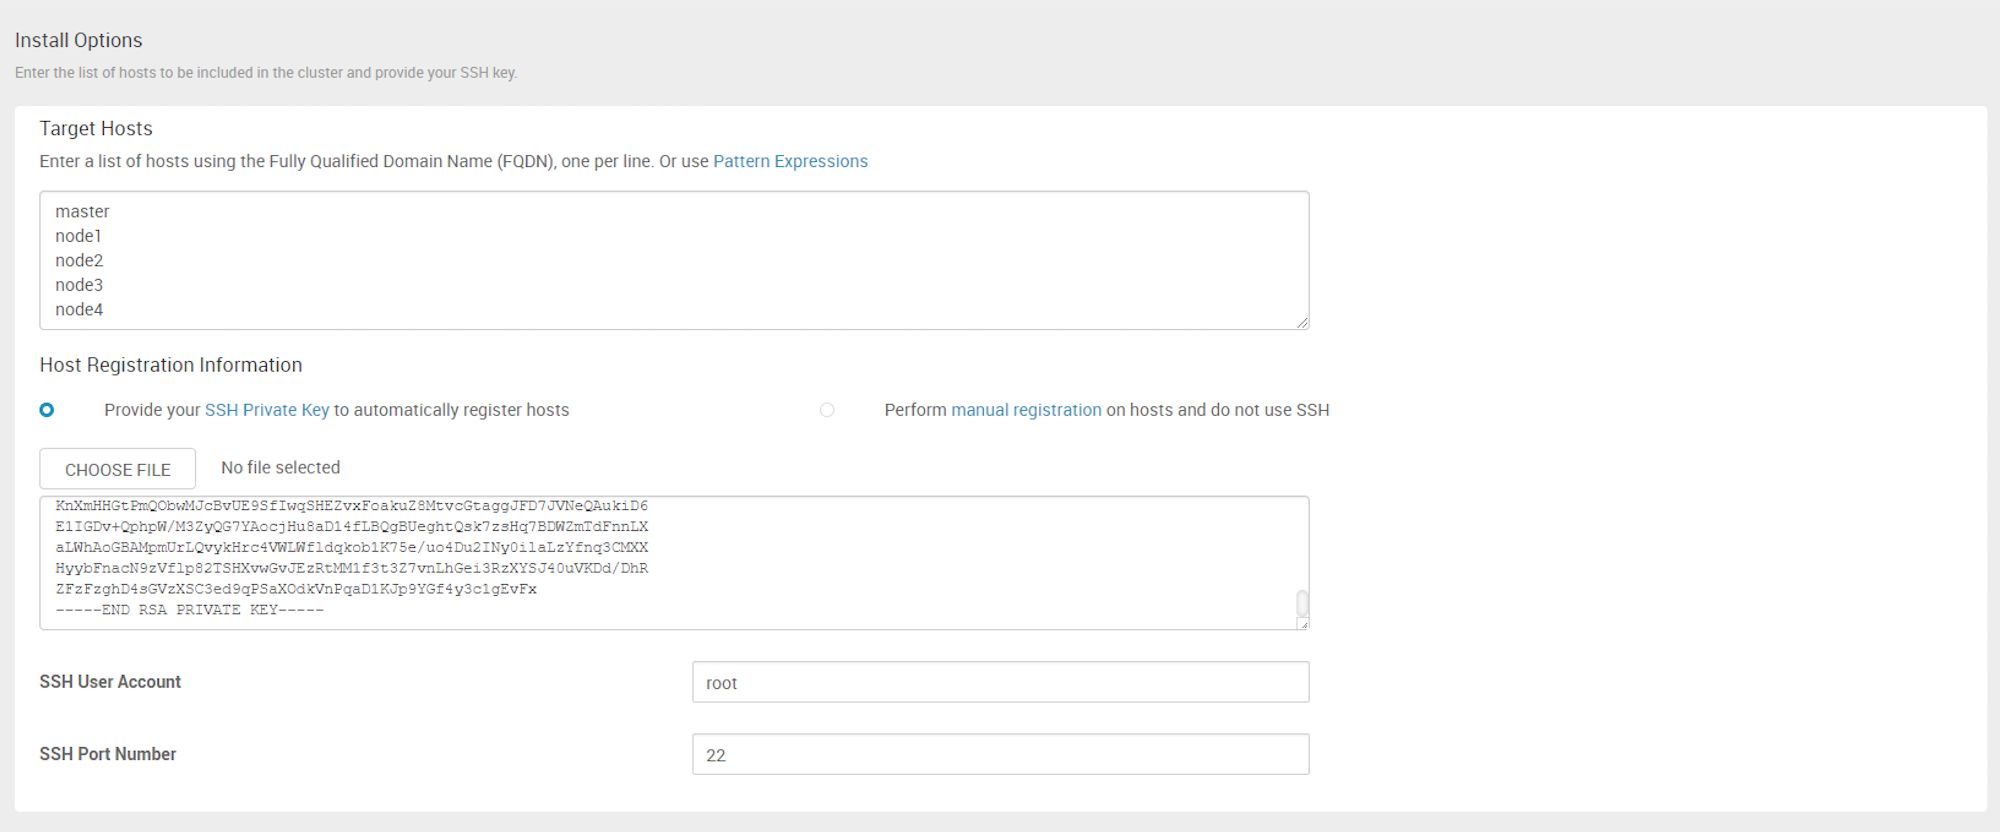 Install Options
Enter the list of hosts to be included in the cluster and provide your SSH key.
Target Hosts
Enter a list of hosts using the Fully Qualified Domain Name (FQDN), one per line. Or use Pattern Expressions
master
node1
node2
node3
node4
Host Registration Information
Provide your SSH Private Key to automatically register hosts
Perform manual registration on hosts and do not use SSH
CHOOSE FILE
No file selected
KnXmHHGtPmQObwMJcBvUE9SfIwqSHEZvxFoakuZ8MtvcGtaggJFD7JVNeQAukiD6
E1IGDv+QphpW/M3ZyQG7YAocjHu8aD14fLBQgBUeghtQsk7zsHq7BDWZmTdFnnLX
aLWhAoGBAMpmUrLQvykHrc4VWLWfldqkob1K75e/uo4Du2INy0ilaLzYfnq3CMXX
HyybFnacN9zVflp82TSHXvwGvJEzRtMM1f3t3Z7vnLhGei3RzXYSJ40uVKDd/DhR
ZFzFzghD4sGVzXSC3ed9qPSaXOdkVnPqaD1KJp9YGf4y3c1gEvFx
-----END RSA PRIVATE KEY-----
SSH User Account
root
SSH Port Number
22